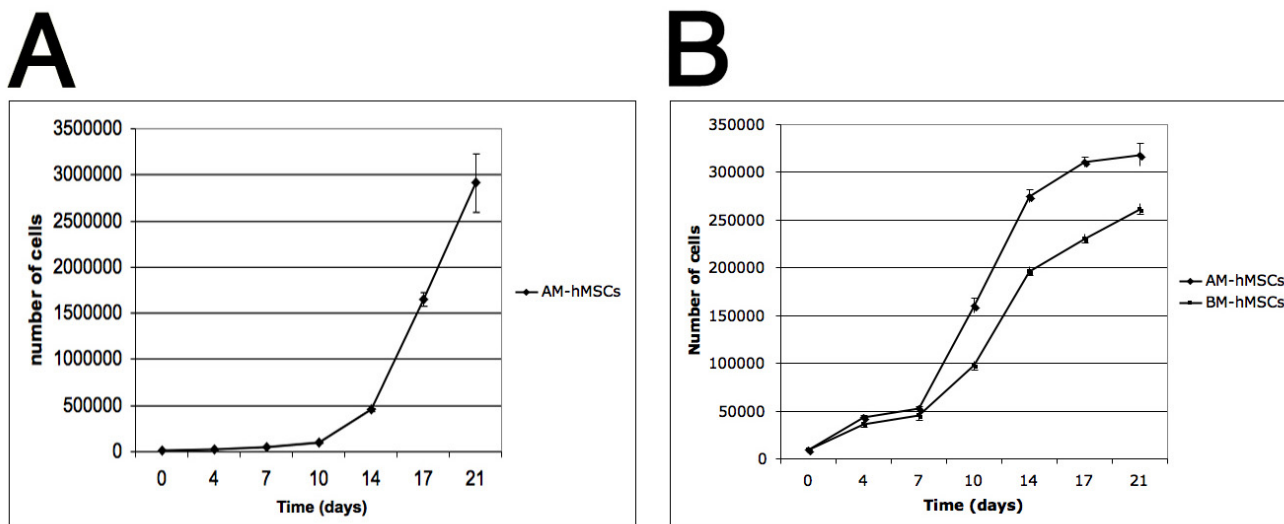 A
3500000
3000000
2500000
2000000
1500000
1000000
500000
0
number of cells
0 4 7 10 14 17 21
Time (days)
AM-hMSCs
B
350000
300000
250000
200000
150000
100000
50000
0
Number of cells
0 4 7 10 14 17 21
Time (days)
AM-hMSCs
BM-hMSCs